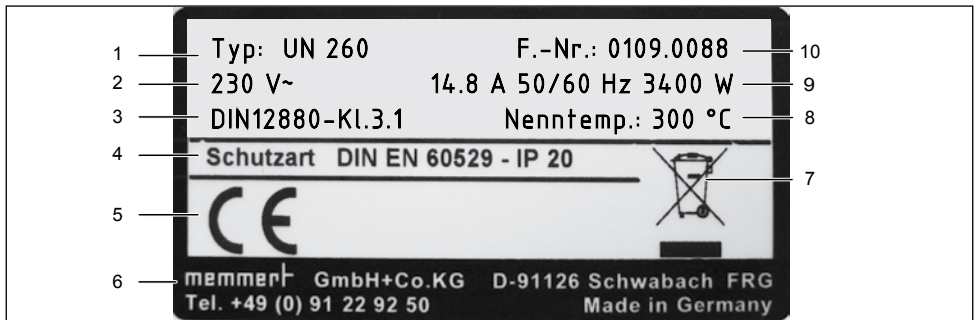 1 Typ: UN 260 F.-Nr.: 0109.0088 10
2 230 V~ 14.8 A 50/60 Hz 3400 W 9
3 DIN12880-Kl.3.1 Nenntemp.: 300 °C 8
4 Schutzart DIN EN 60529 - IP 20
7
5 CE
6 memmert GmbH+Co.KG D-91126 Schwabach FRG
Tel. +49 (0) 91 22 92 50 Made in Germany